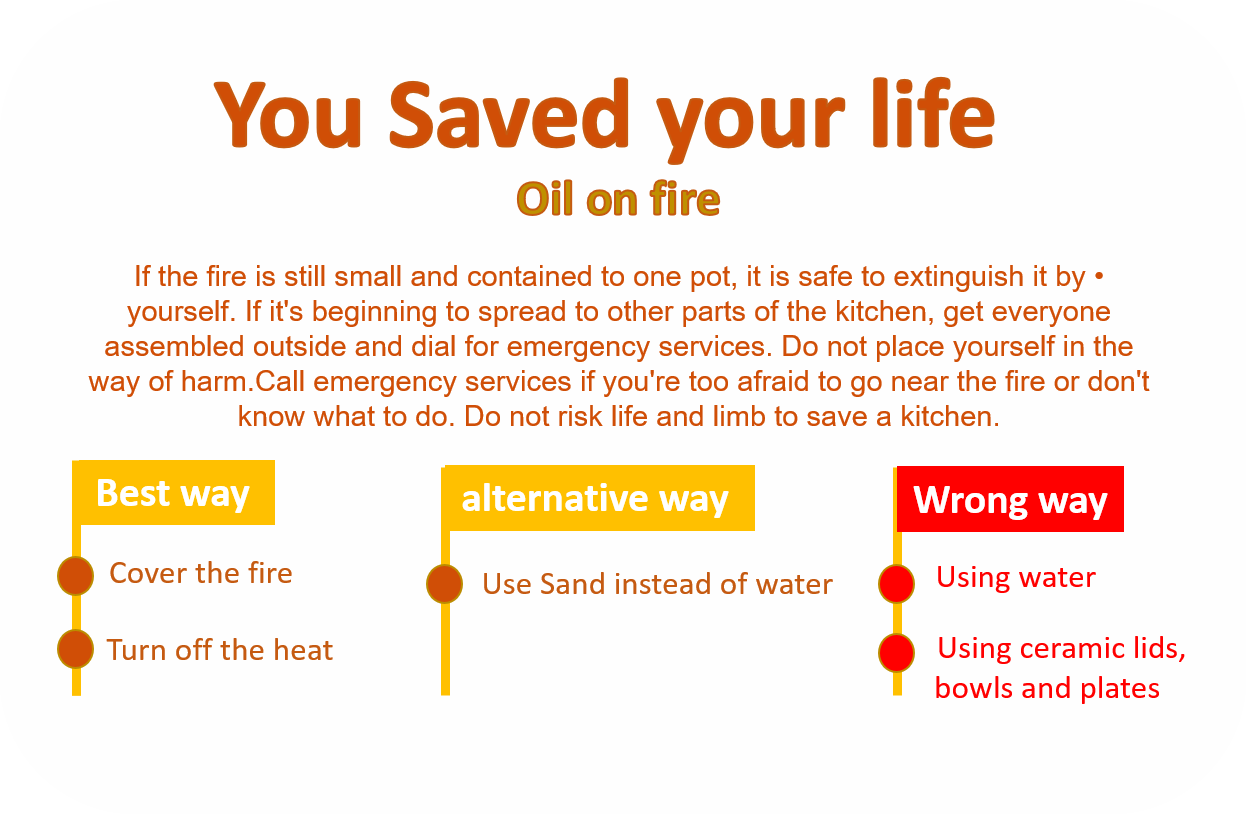 You Saved your life
Oil on fire
If the fire is still small and contained to one pot, it is safe to extinguish it by •
yourself. If it's beginning to spread to other parts of the kitchen, get everyone
assembled outside and dial for emergency services. Do not place yourself in the
way of harm.Call emergency services if you're too afraid to go near the fire or don't
know what to do. Do not risk life and limb to save a kitchen.
Best way
Cover the fire
Turn off the heat
alternative way
Use Sand instead of water
Wrong way
Using water
Using ceramic lids,
bowls and plates